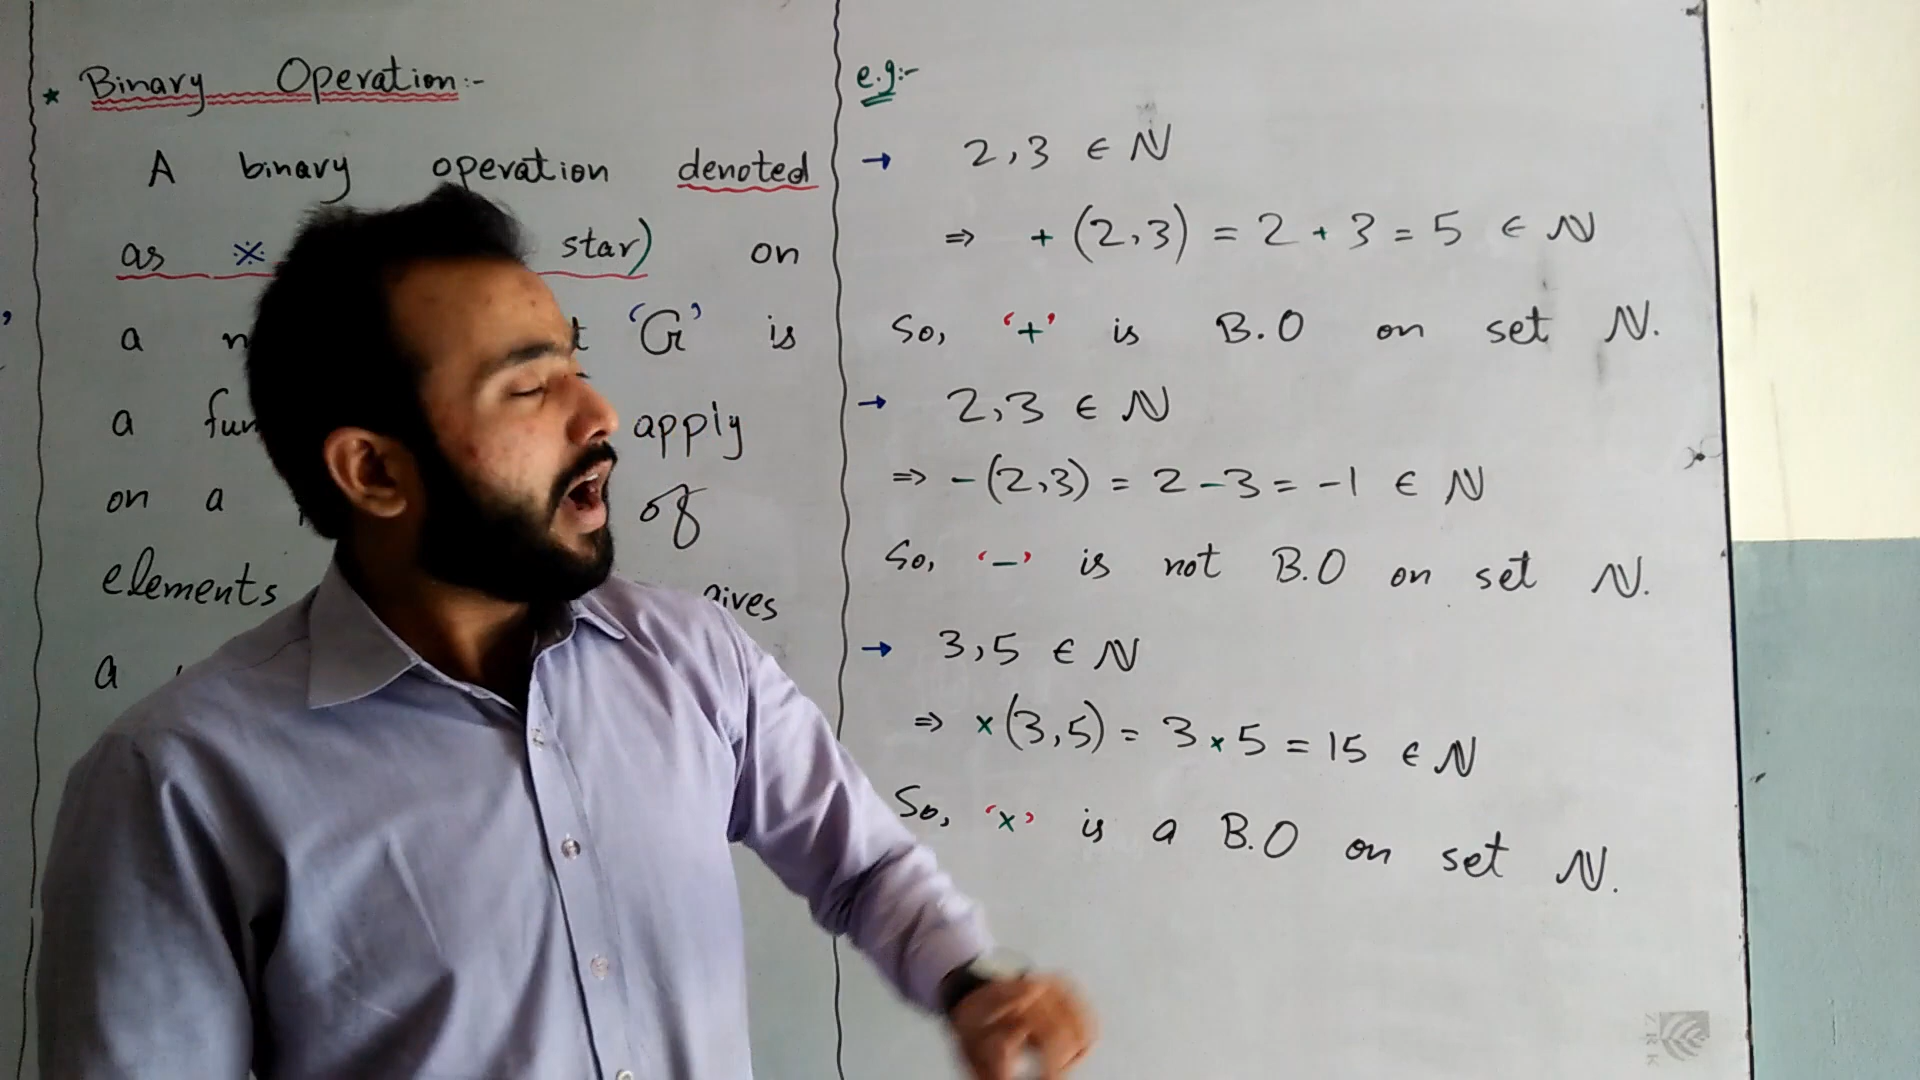 * Binary Operation:-
A binary operation denoted
as ※ star) on
a 'G' is
a apply
on a of
elements gives
a
e.g:-
→ 2,3 ∈ N
⇒ + (2,3) = 2 + 3 = 5 ∈ N
So, '+' is B.O on set N.
→ 2,3 ∈ N
⇒ -(2,3) = 2-3 = -1 ∈ N
So, '-' is not B.O on set N.
→ 3,5 ∈ N
⇒ ×(3,5) = 3 × 5 = 15 ∈ N
So, '×' is a B.O on set N.
ZRK